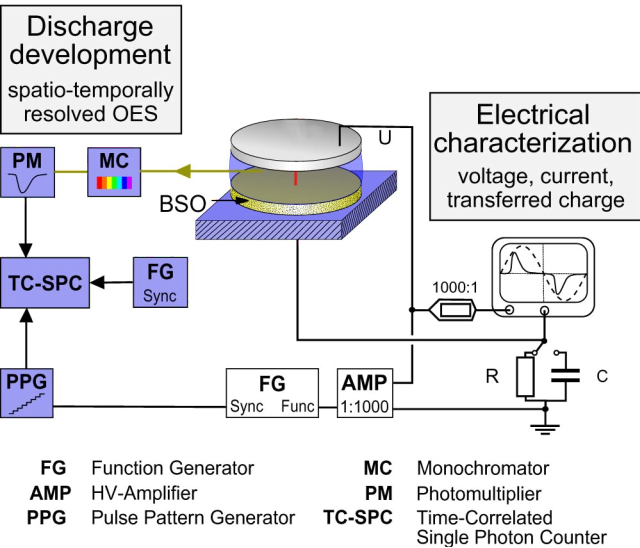 Discharge
development
spatio-temporally
resolved OES
Electrical
characterization
voltage, current,
transferred charge
U
PM
MC
BSO
TC-SPC
FG
Sync
1000:1
PPG
FG
Sync Func
AMP
1:1000
R
C
FG Function Generator
AMP HV-Amplifier
PPG Pulse Pattern Generator
MC Monochromator
PM Photomultiplier
TC-SPC Time-Correlated
Single Photon Counter